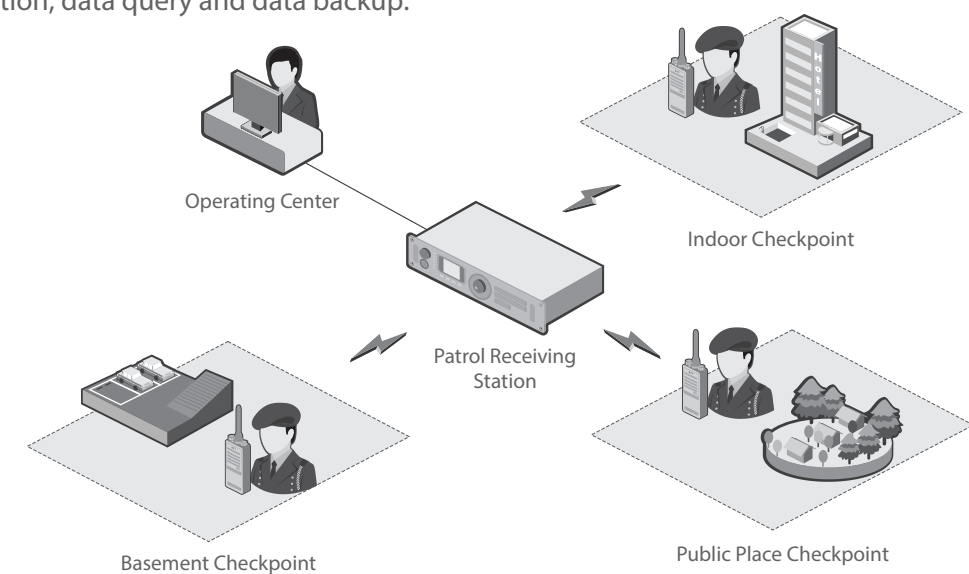 tion, data query and data backup.
Hotel
Operating Center
Indoor Checkpoint
Patrol Receiving
Station
Basement Checkpoint
Public Place Checkpoint